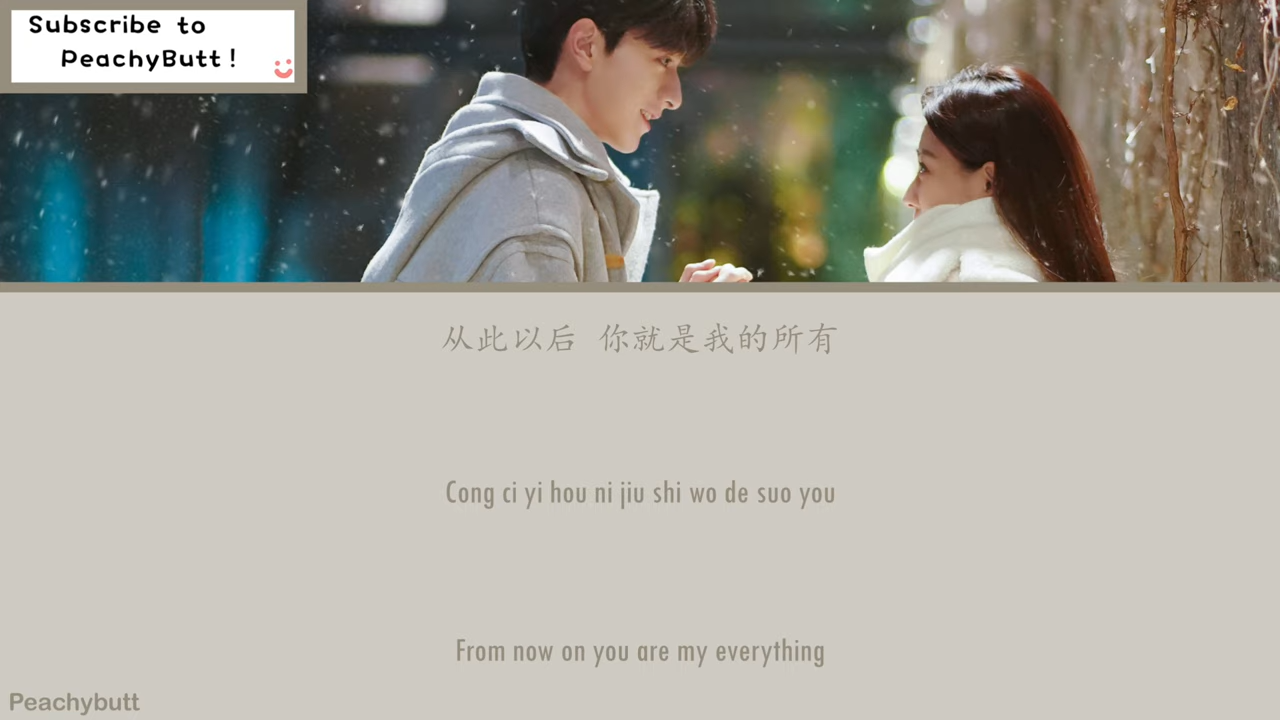 Subscribe to
PeachyButt!
从此以后 你就是我的所有
Cong ci yi hou ni jiu shi wo de suo you
From now on you are my everything
Peachybutt